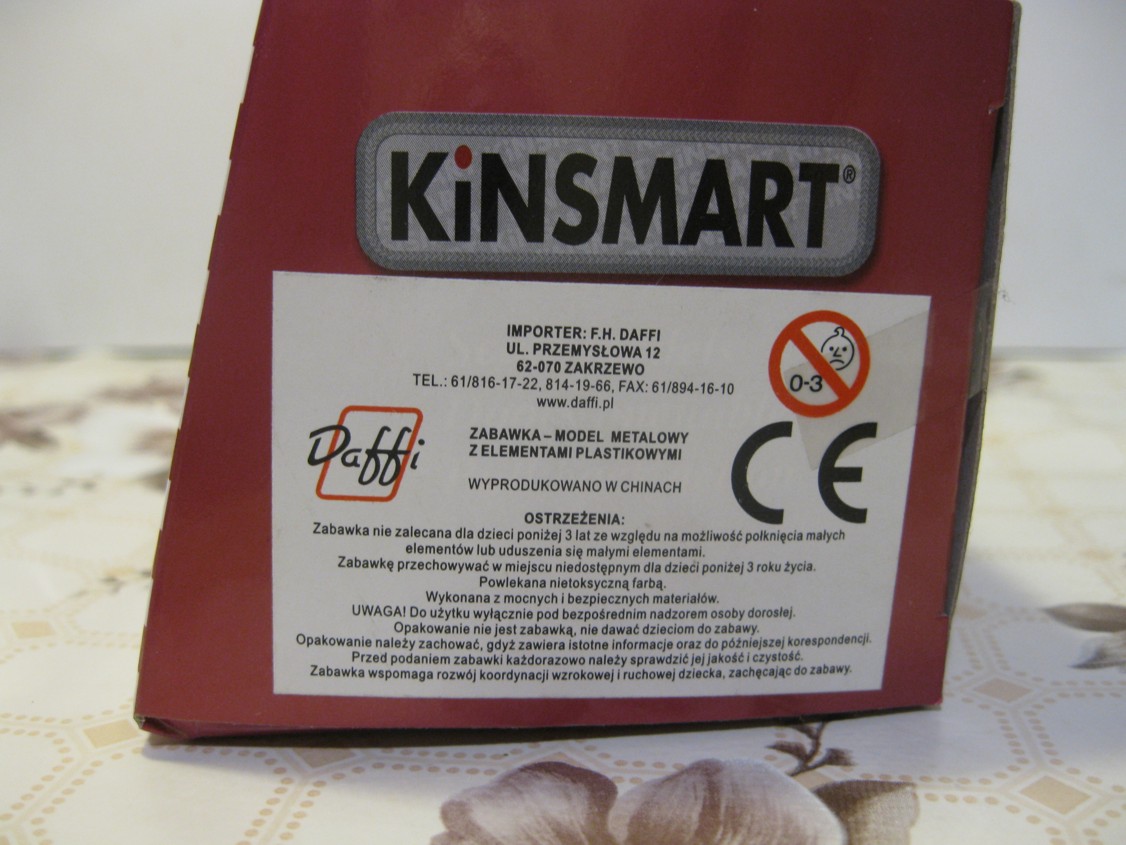 KiNSMART®
IMPORTER: F.H. DAFFI
UL. PRZEMYSŁOWA 12
62-070 ZAKRZEWO
TEL.: 61/816-17-22, 814-19-66, FAX: 61/894-16-10
www.daffi.pl
0-3
Daffi
ZABAWKA – MODEL METALOWY
Z ELEMENTAMI PLASTIKOWYMI
WYPRODUKOWANO W CHINACH
CE
OSTRZEŻENIA:
Zabawka nie zalecana dla dzieci poniżej 3 lat ze względu na możliwość połknięcia małych
elementów lub uduszenia się małymi elementami.
Zabawkę przechowywać w miejscu niedostępnym dla dzieci poniżej 3 roku życia.
Powlekana nietoksyczną farbą.
Wykonana z mocnych i bezpiecznych materiałów.
UWAGA! Do użytku wyłącznie pod bezpośrednim nadzorem osoby dorosłej.
Opakowanie nie jest zabawką, nie dawać dzieciom do zabawy.
Opakowanie należy zachować, gdyż zawiera istotne informacje oraz do późniejszej korespondencji.
Przed podaniem zabawki każdorazowo należy sprawdzić jej jakość i czystość.
Zabawka wspomaga rozwój koordynacji wzrokowej i ruchowej dziecka, zachęcając do zabawy.